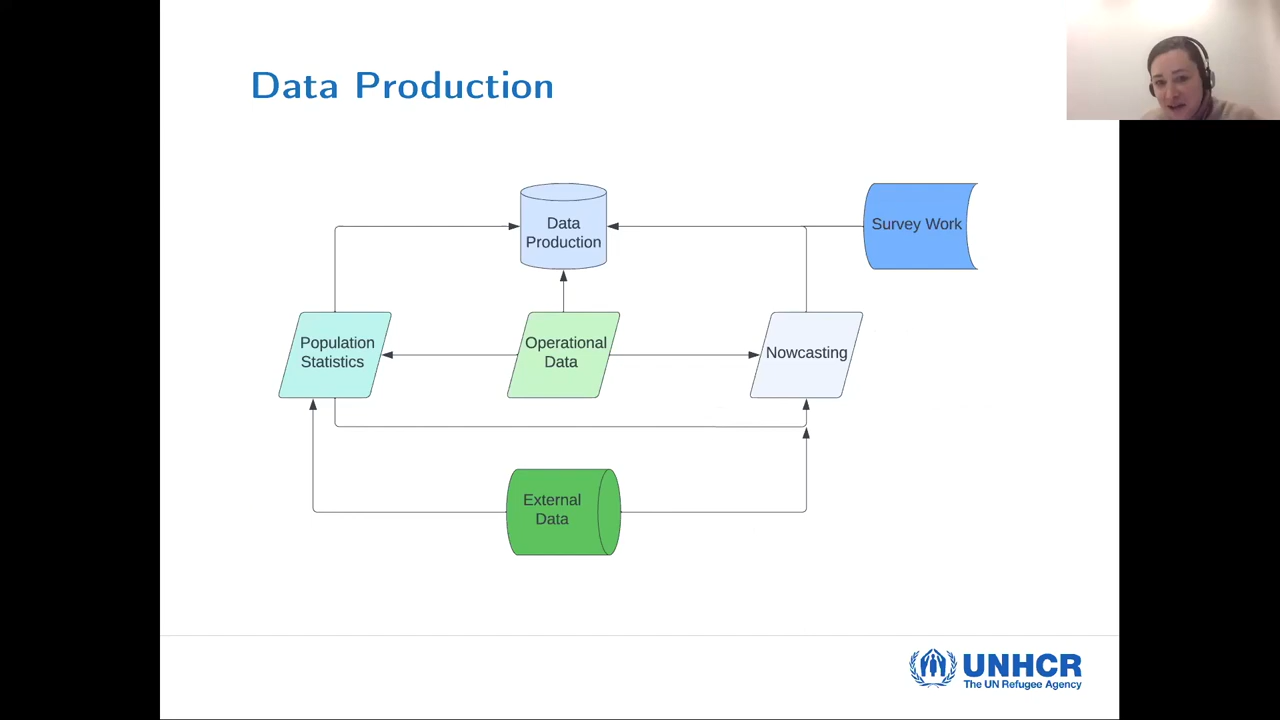 Data Production
Data
Production
Survey Work
Population
Statistics
Operational
Data
Nowcasting
External
Data
UNHCR
The UN Refugee Agency